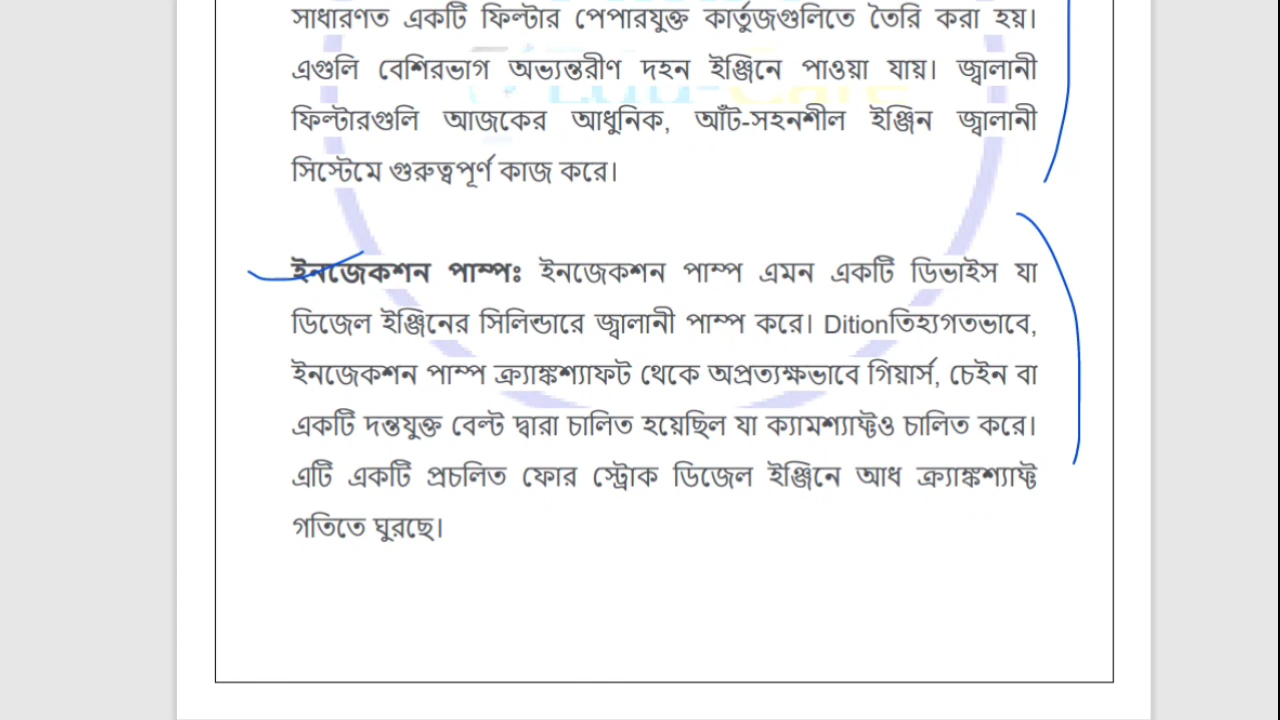 সাধারণত একটি ফিল্টার পেপারযুক্ত কার্তুজগুলিতে তৈরি করা হয়।
এগুলি বেশিরভাগ অভ্যন্তরীণ দহন ইঞ্জিনে পাওয়া যায়। জ্বালানী
ফিল্টারগুলি আজকের আধুনিক, আঁট-সহনশীল ইঞ্জিন জ্বালানী
সিস্টেমে গুরুত্বপূর্ণ কাজ করে।
ইনজেকশন পাম্পঃ ইনজেকশন পাম্প এমন একটি ডিভাইস যা
ডিজেল ইঞ্জিনের সিলিন্ডারে জ্বালানী পাম্প করে। Ditionতিহ্যগতভাবে,
ইনজেকশন পাম্প ক্র্যাঙ্কশ্যাফট থেকে অপ্রত্যক্ষভাবে গিয়ার্স, চেইন বা
একটি দন্তযুক্ত বেল্ট দ্বারা চালিত হয়েছিল যা ক্যামশ্যাফ্টও চালিত করে।
এটি একটি প্রচলিত ফোর স্ট্রোক ডিজেল ইঞ্জিনে আধ ক্র্যাঙ্কশ্যাফ্ট
গতিতে ঘুরছে।